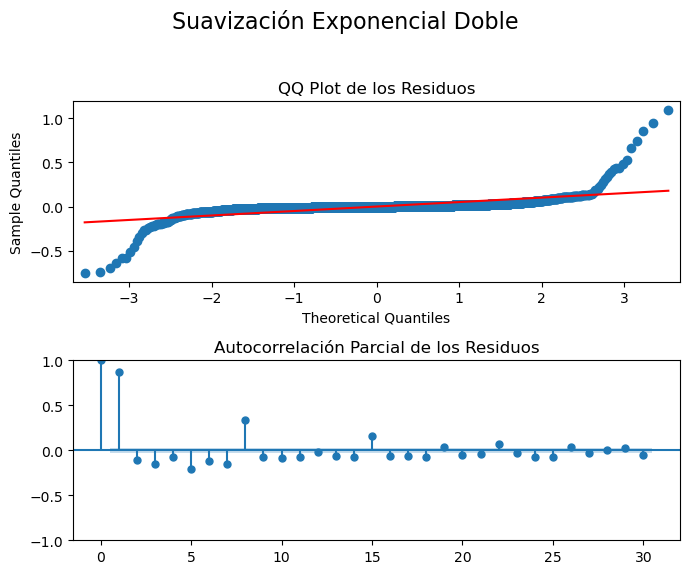 Suavización Exponencial Doble
QQ Plot de los Residuos
1.0
0.5
0.0
−0.5
Sample Quantiles
−3 −2 −1 0 1 2 3
Theoretical Quantiles
Autocorrelación Parcial de los Residuos
1.0
0.5
0.0
−0.5
−1.0
0 5 10 15 20 25 30